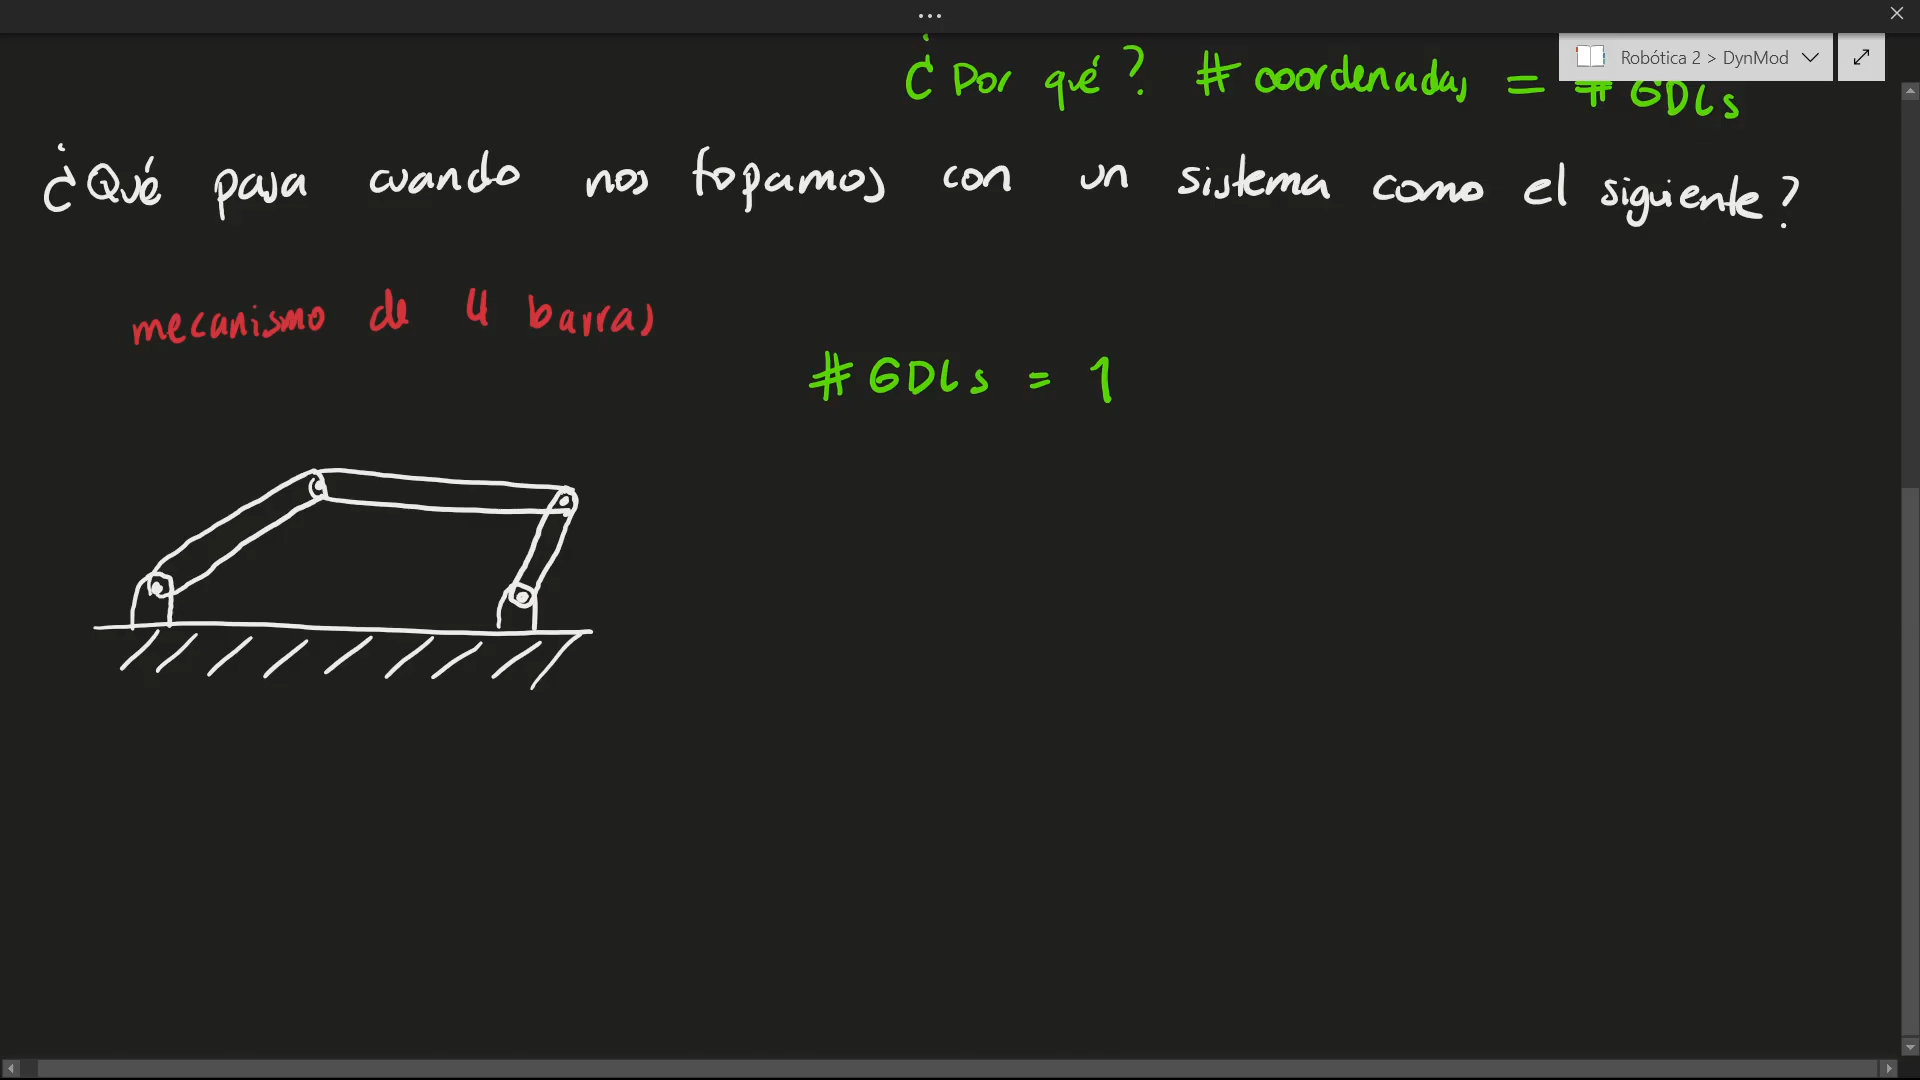 Robótica 2 > DynMod
¿Por qué? # coordenadas = # GDLs
¿Qué pasa cuando nos topamos con un sistema como el siguiente?
mecanismo de 4 barras
# GDLs = 1